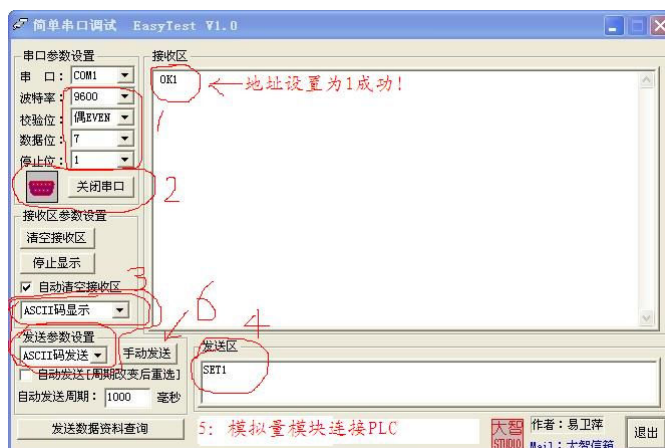 简单串口调试 EasyTest V1.0
串口参数设置
串 口: COM1
波特率: 9600
校验位: 偶EVEN
数据位: 7
停止位: 1
1
关闭串口
2
接收区参数设置
清空接收区
停止显示
自动清空接收区
3
ASCII码显示
接收区
OK1
地址设置为1成功!
发送参数设置
ASCII码发送
手动发送
6
自动发送[周期改变后重选]
自动发送周期: 1000 毫秒
4
发送区
SET1
发送数据资料查询
5: 模拟量模块连接PLC
大智
STUDIO
作者:易卫萍
Mail:大智信箱
退出